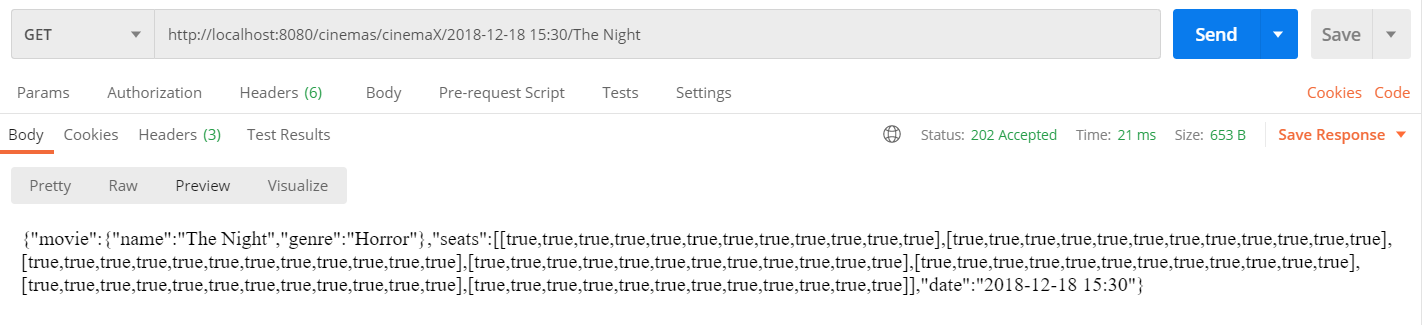 GET http://localhost:8080/cinemas/cinemaX/2018-12-18 15:30/The Night Send Save
Params Authorization Headers (6) Body Pre-request Script Tests Settings Cookies Code
Body Cookies Headers (3) Test Results Status: 202 Accepted Time: 21 ms Size: 653 B Save Response
Pretty Raw Preview Visualize
{"movie":{"name":"The Night","genre":"Horror"},"seats":[[true,true,true,true,true,true,true,true,true,true,true,true],[true,true,true,true,true,true,true,true,true,true,true,true],
[true,true,true,true,true,true,true,true,true,true,true,true],[true,true,true,true,true,true,true,true,true,true,true,true],[true,true,true,true,true,true,true,true,true,true,true,true],
[true,true,true,true,true,true,true,true,true,true,true,true],[true,true,true,true,true,true,true,true,true,true,true,true]],"date":"2018-12-18 15:30"}